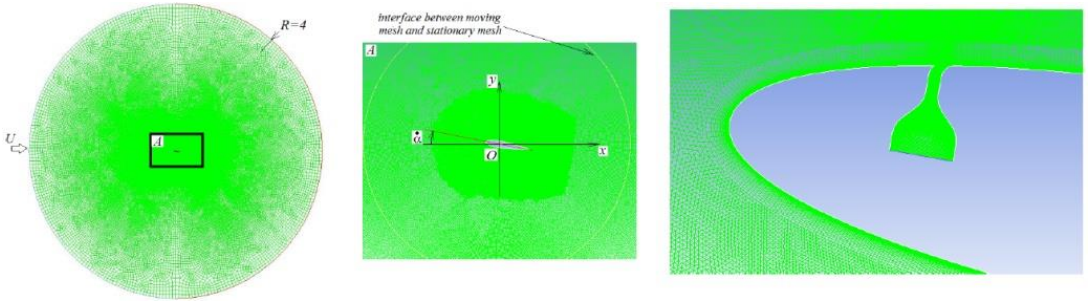 R=4
U
A
interface between moving
mesh and stationary mesh
A
y
α̇
O
x